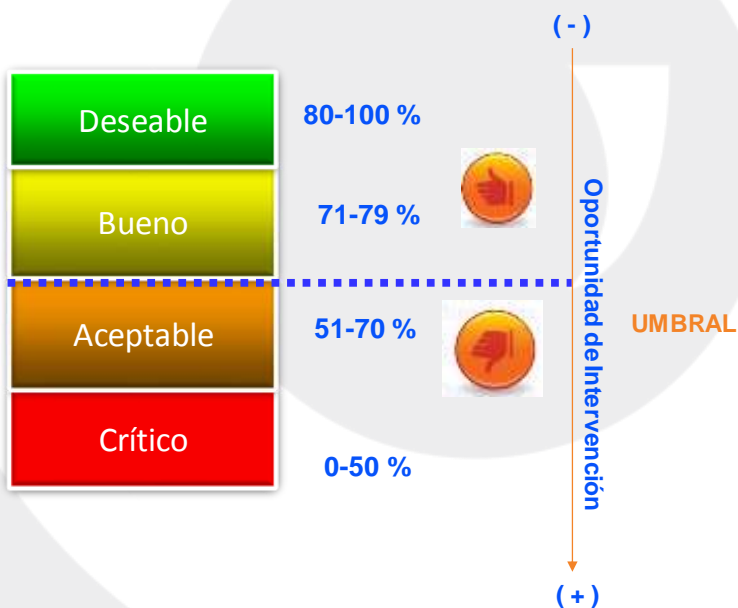 ( - )
Deseable
80-100 %
Bueno
71-79 %
Oportunidad de Intervención
UMBRAL
Aceptable
51-70 %
Crítico
0-50 %
( + )